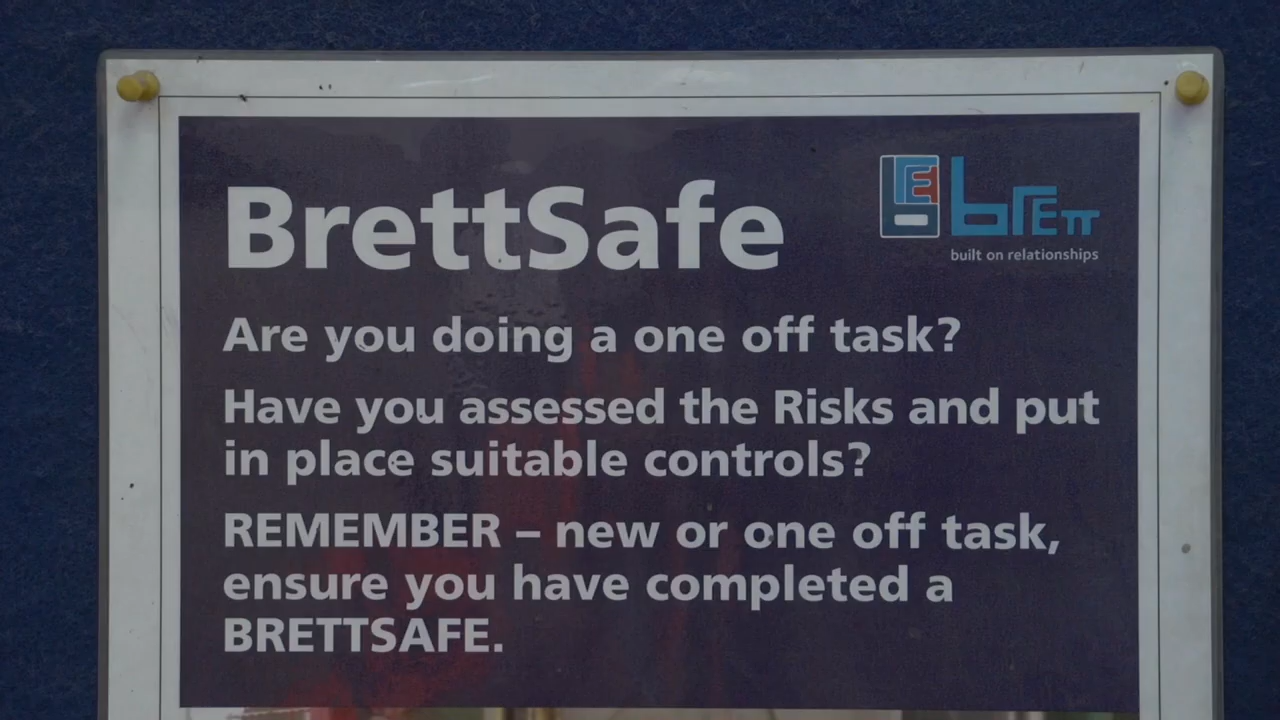 BrettSafe
brett
built on relationships
Are you doing a one off task?
Have you assessed the Risks and put
in place suitable controls?
REMEMBER – new or one off task,
ensure you have completed a
BRETTSAFE.